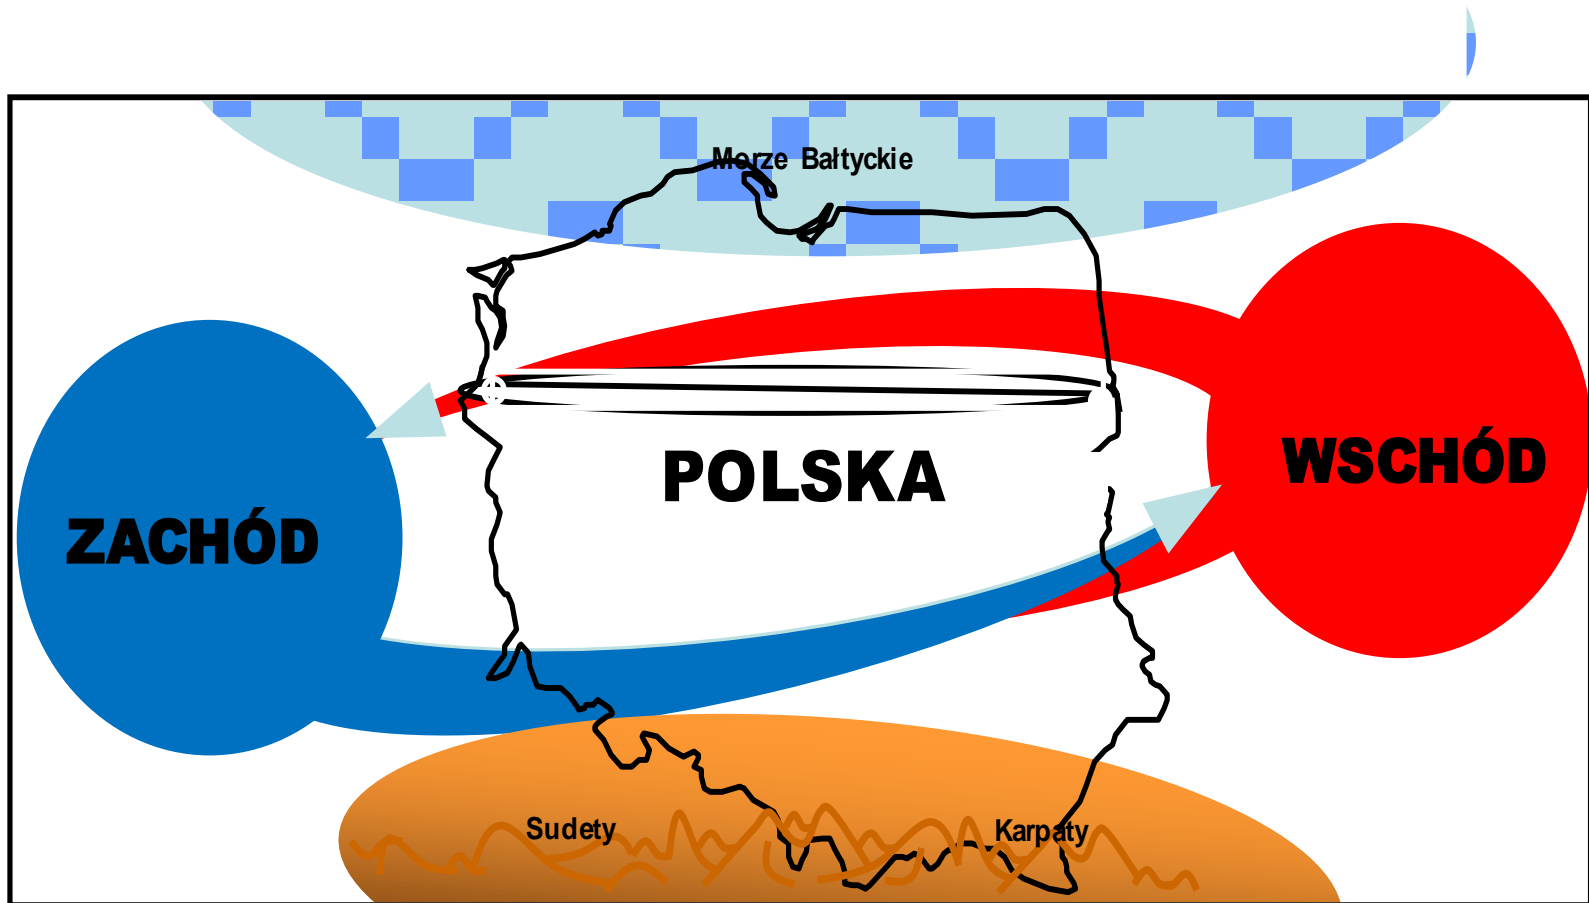 Morze Bałtyckie
POLSKA
WSCHÓD
ZACHÓD
Sudety
Karpaty